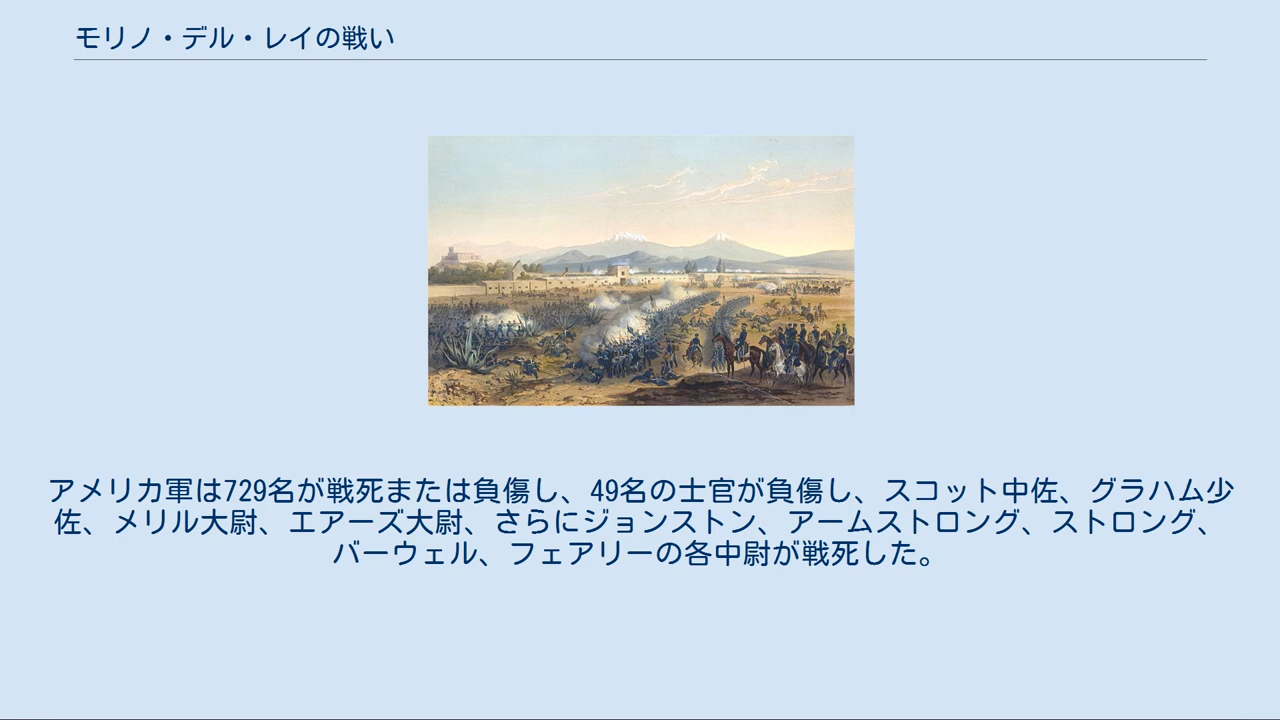 モリノ・デル・レイの戦い
アメリカ軍は729名が戦死または負傷し、49名の士官が負傷し、スコット中佐、グラハム少
佐、メリル大尉、エアーズ大尉、さらにジョンストン、アームストロング、ストロング、
バーウェル、フェアリーの各中尉が戦死した。